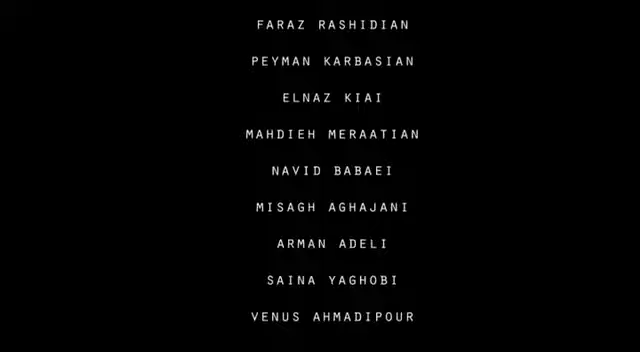 FARAZ RASHIDIAN
PEYMAN KARBASIAN
ELNAZ KIAI
MAHDIEH MERAATIAN
NAVID BABAEI
MISAGH AGHAJANI
ARMAN ADELI
SAINA YAGHOBI
VENUS AHMADIPOUR